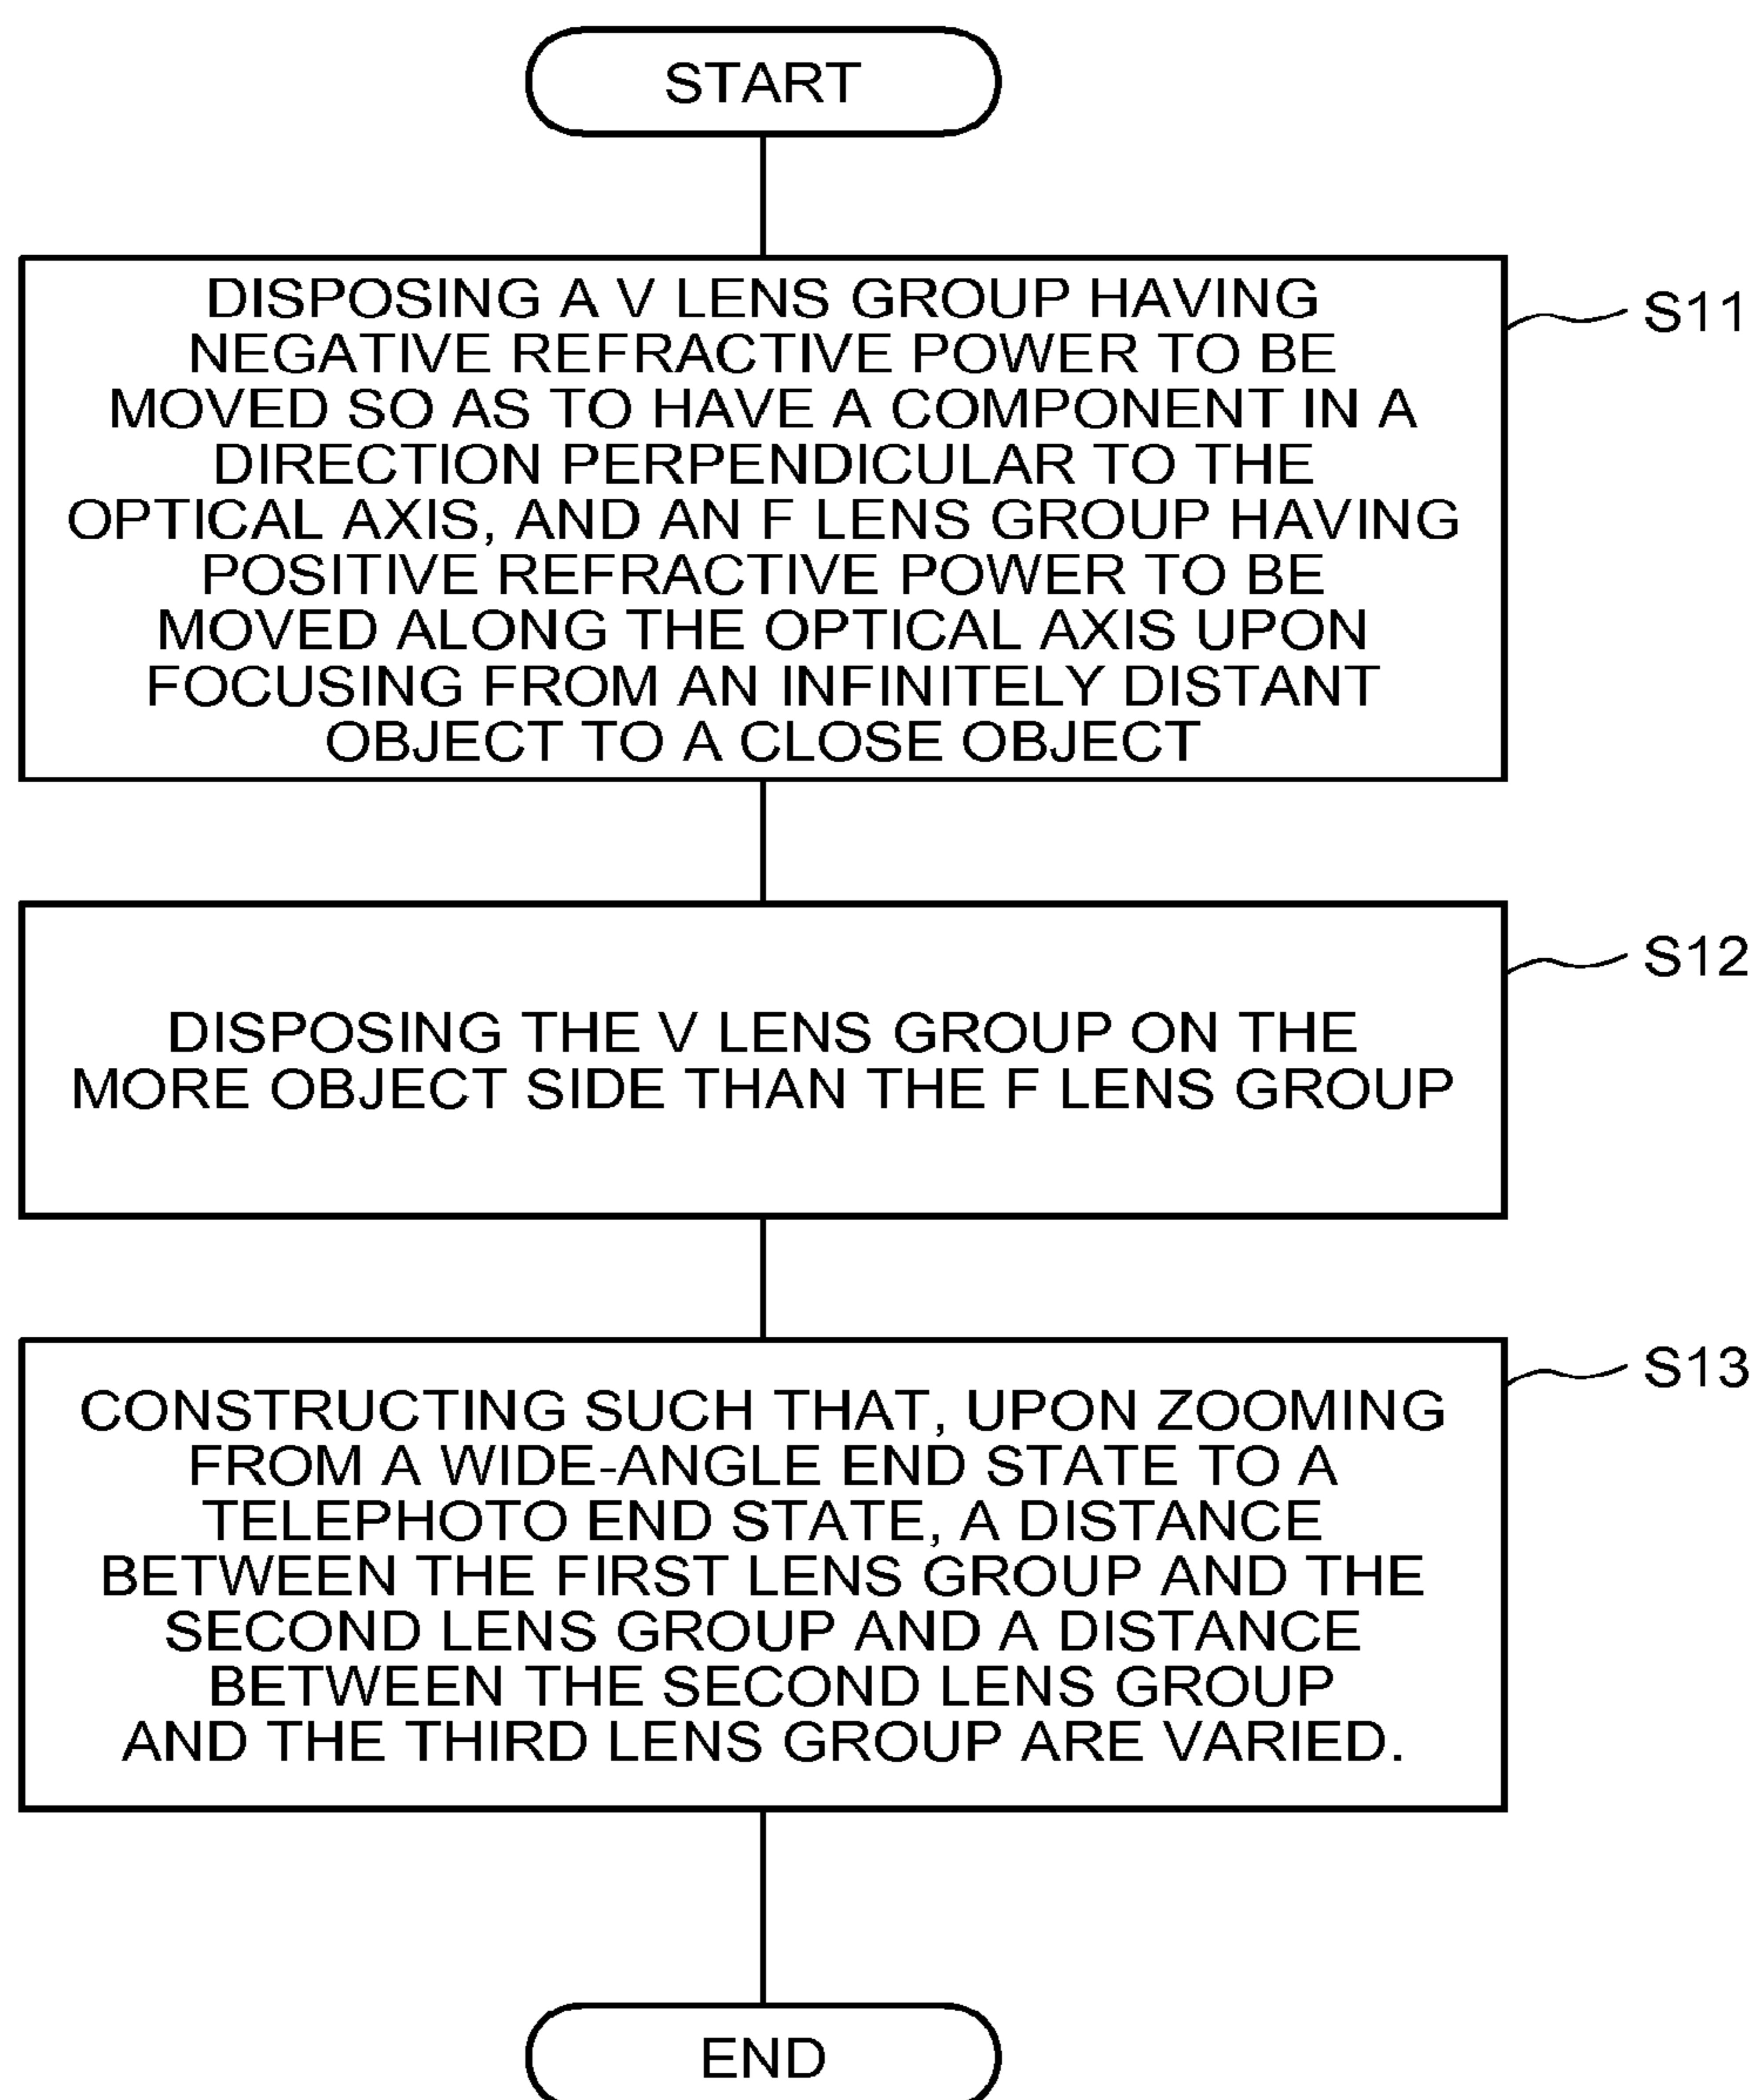 START
DISPOSING A V LENS GROUP HAVING
NEGATIVE REFRACTIVE POWER TO BE
MOVED SO AS TO HAVE A COMPONENT IN A
DIRECTION PERPENDICULAR TO THE
OPTICAL AXIS, AND AN F LENS GROUP HAVING
POSITIVE REFRACTIVE POWER TO BE
MOVED ALONG THE OPTICAL AXIS UPON
FOCUSING FROM AN INFINITELY DISTANT
OBJECT TO A CLOSE OBJECT
S11
DISPOSING THE V LENS GROUP ON THE
MORE OBJECT SIDE THAN THE F LENS GROUP
S12
CONSTRUCTING SUCH THAT, UPON ZOOMING
FROM A WIDE-ANGLE END STATE TO A
TELEPHOTO END STATE, A DISTANCE
BETWEEN THE FIRST LENS GROUP AND THE
SECOND LENS GROUP AND A DISTANCE
BETWEEN THE SECOND LENS GROUP
AND THE THIRD LENS GROUP ARE VARIED.
S13
END